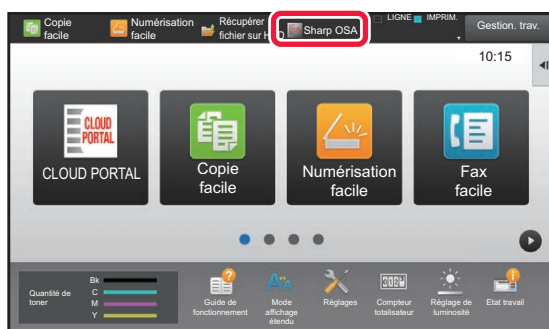 Copie
facile
Numérisation
facile
Récupérer
fichier sur H
Sharp OSA
LIGNE
IMPRIM.
Gestion. trav.
10:15
CLOUD
PORTAL
CLOUD PORTAL
Copie
facile
Numérisation
facile
Fax
facile
Quantité de
toner
Bk
C
M
Y
Guide de
fonctionnement
Mode
affichage
étendu
Réglages
Compteur
totalisateur
Réglage de
luminosité
Etat travail